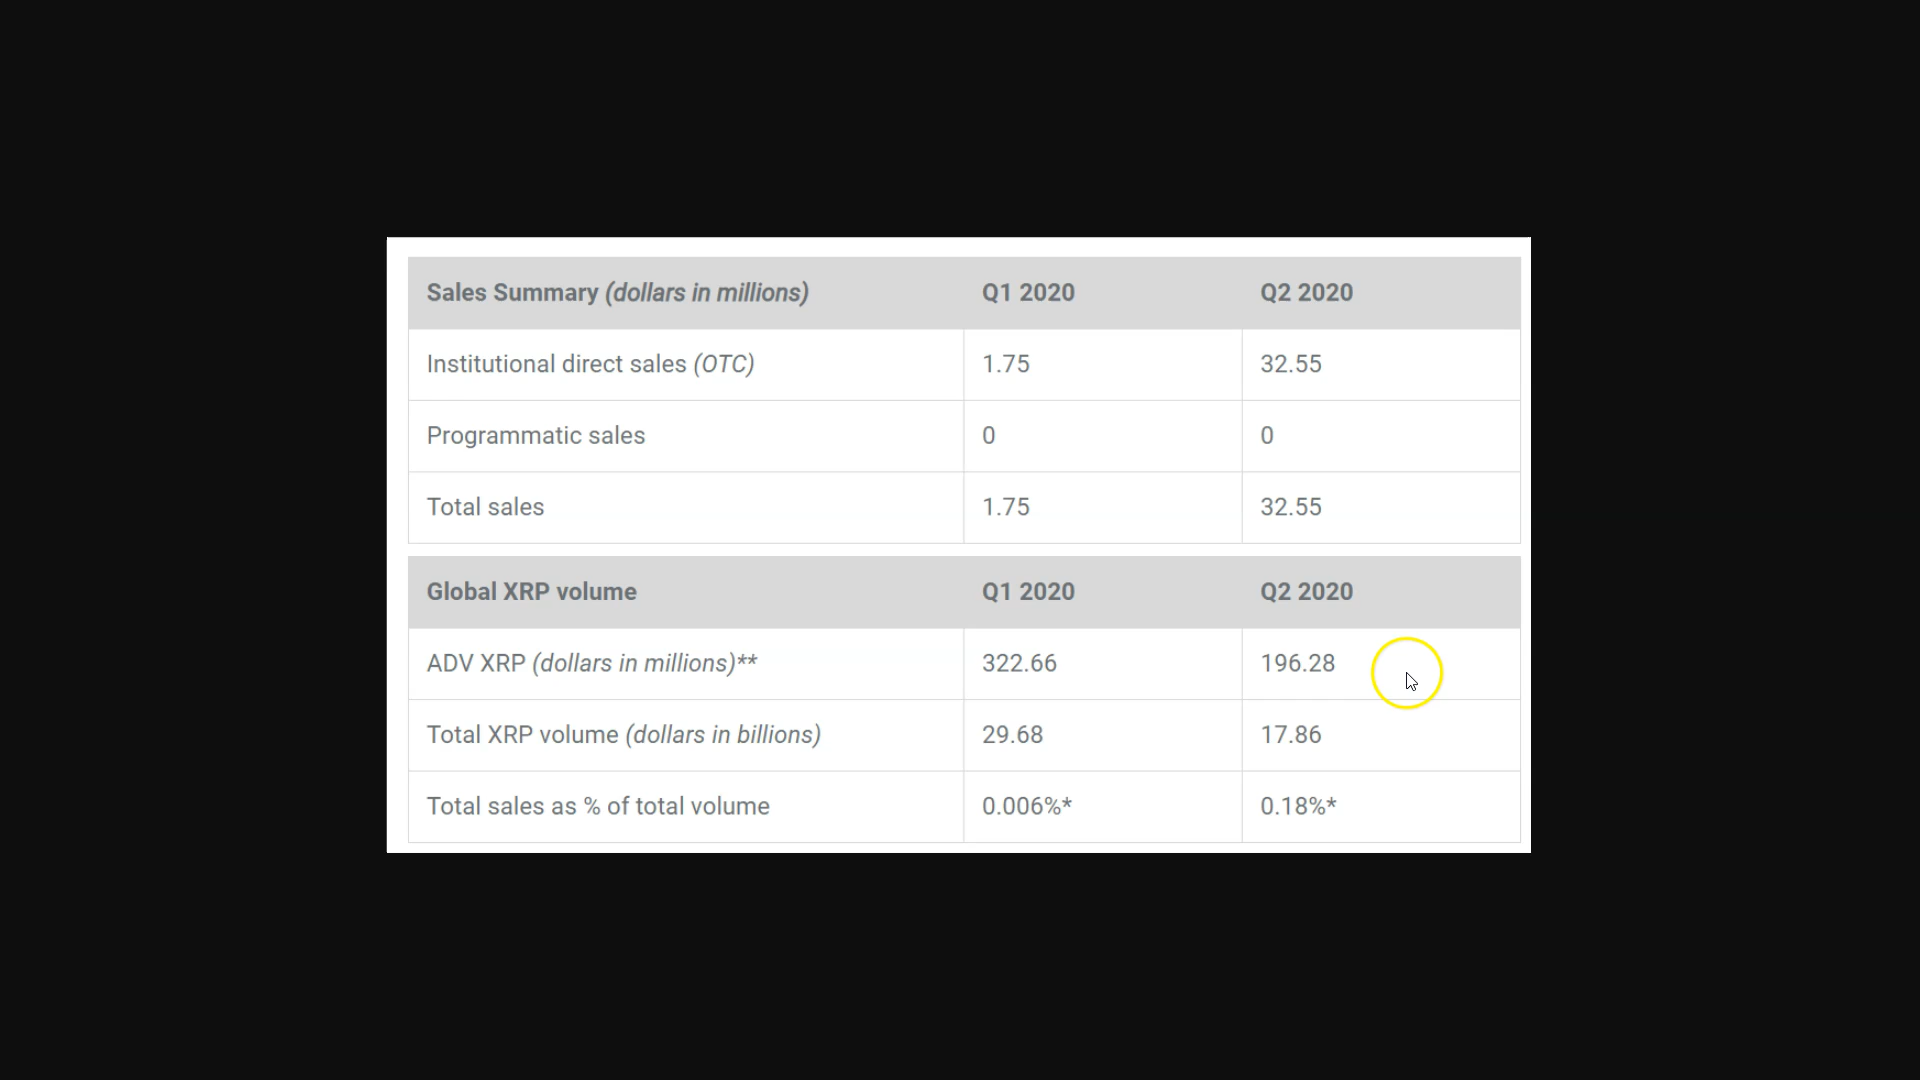 Sales Summary (dollars in millions) Q1 2020 Q2 2020
Institutional direct sales (OTC) 1.75 32.55
Programmatic sales 0 0
Total sales 1.75 32.55
Global XRP volume Q1 2020 Q2 2020
ADV XRP (dollars in millions)** 322.66 196.28
Total XRP volume (dollars in billions) 29.68 17.86
Total sales as % of total volume 0.006%* 0.18%*